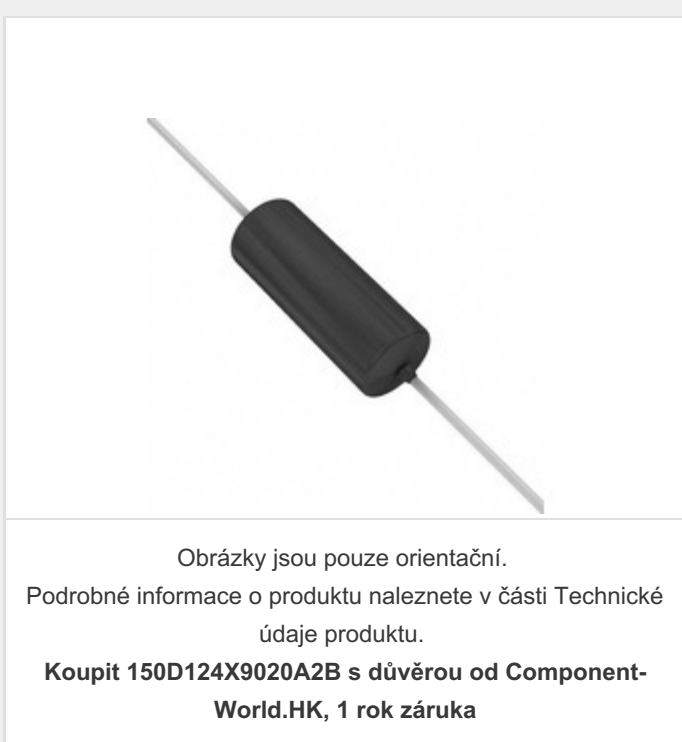 Obrázky jsou pouze orientační.
Podrobné informace o produktu naleznete v části Technické
údaje produktu.
Koupit 150D124X9020A2B s důvěrou od Component-
World.HK, 1 rok záruka